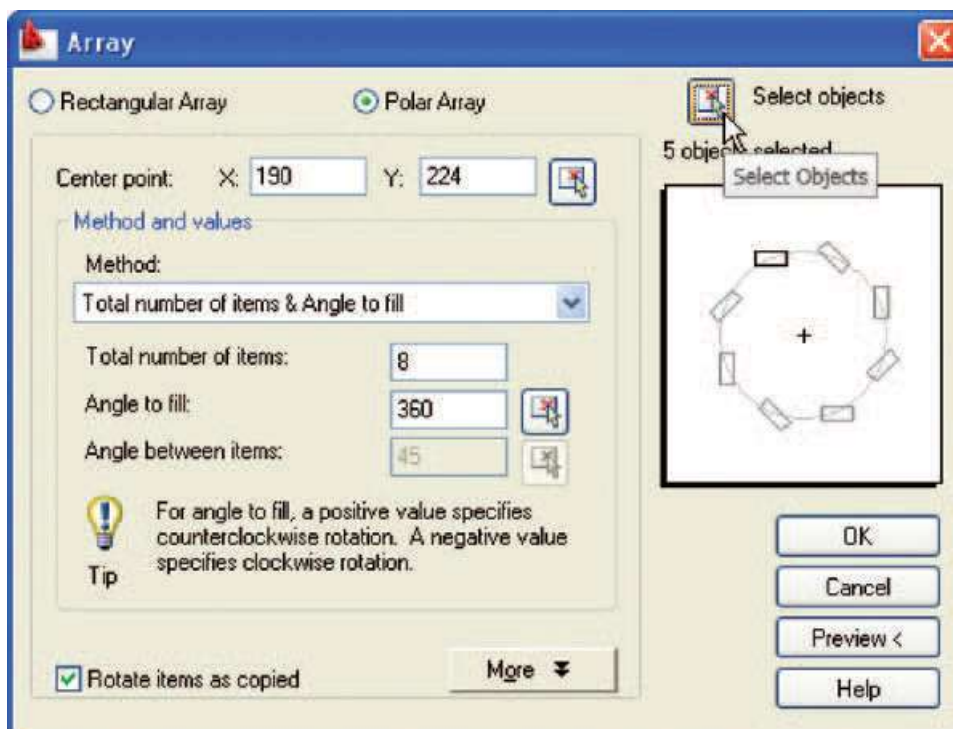 Array
Rectangular Array
Polar Array
Select objects
5 objects selected
Select Objects
Center point: X: 190 Y: 224
Method and values
Method:
Total number of items & Angle to fill
Total number of items: 8
Angle to fill: 360
Angle between items: 45
For angle to fill, a positive value specifies
counterclockwise rotation. A negative value
specifies clockwise rotation.
Tip
Rotate items as copied
More
OK
Cancel
Preview <
Help